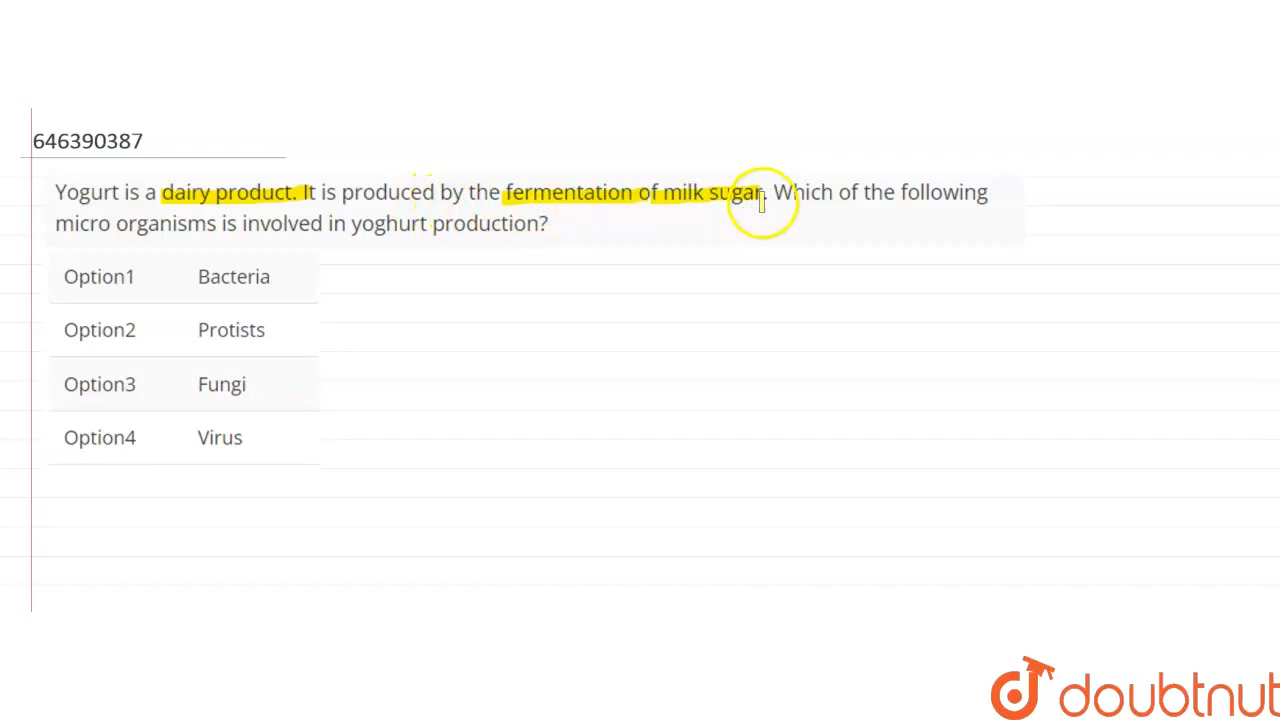 646390387
Yogurt is a dairy product. It is produced by the fermentation of milk sugar. Which of the following
micro organisms is involved in yoghurt production?
Option1 Bacteria
Option2 Protists
Option3 Fungi
Option4 Virus
doubtnut